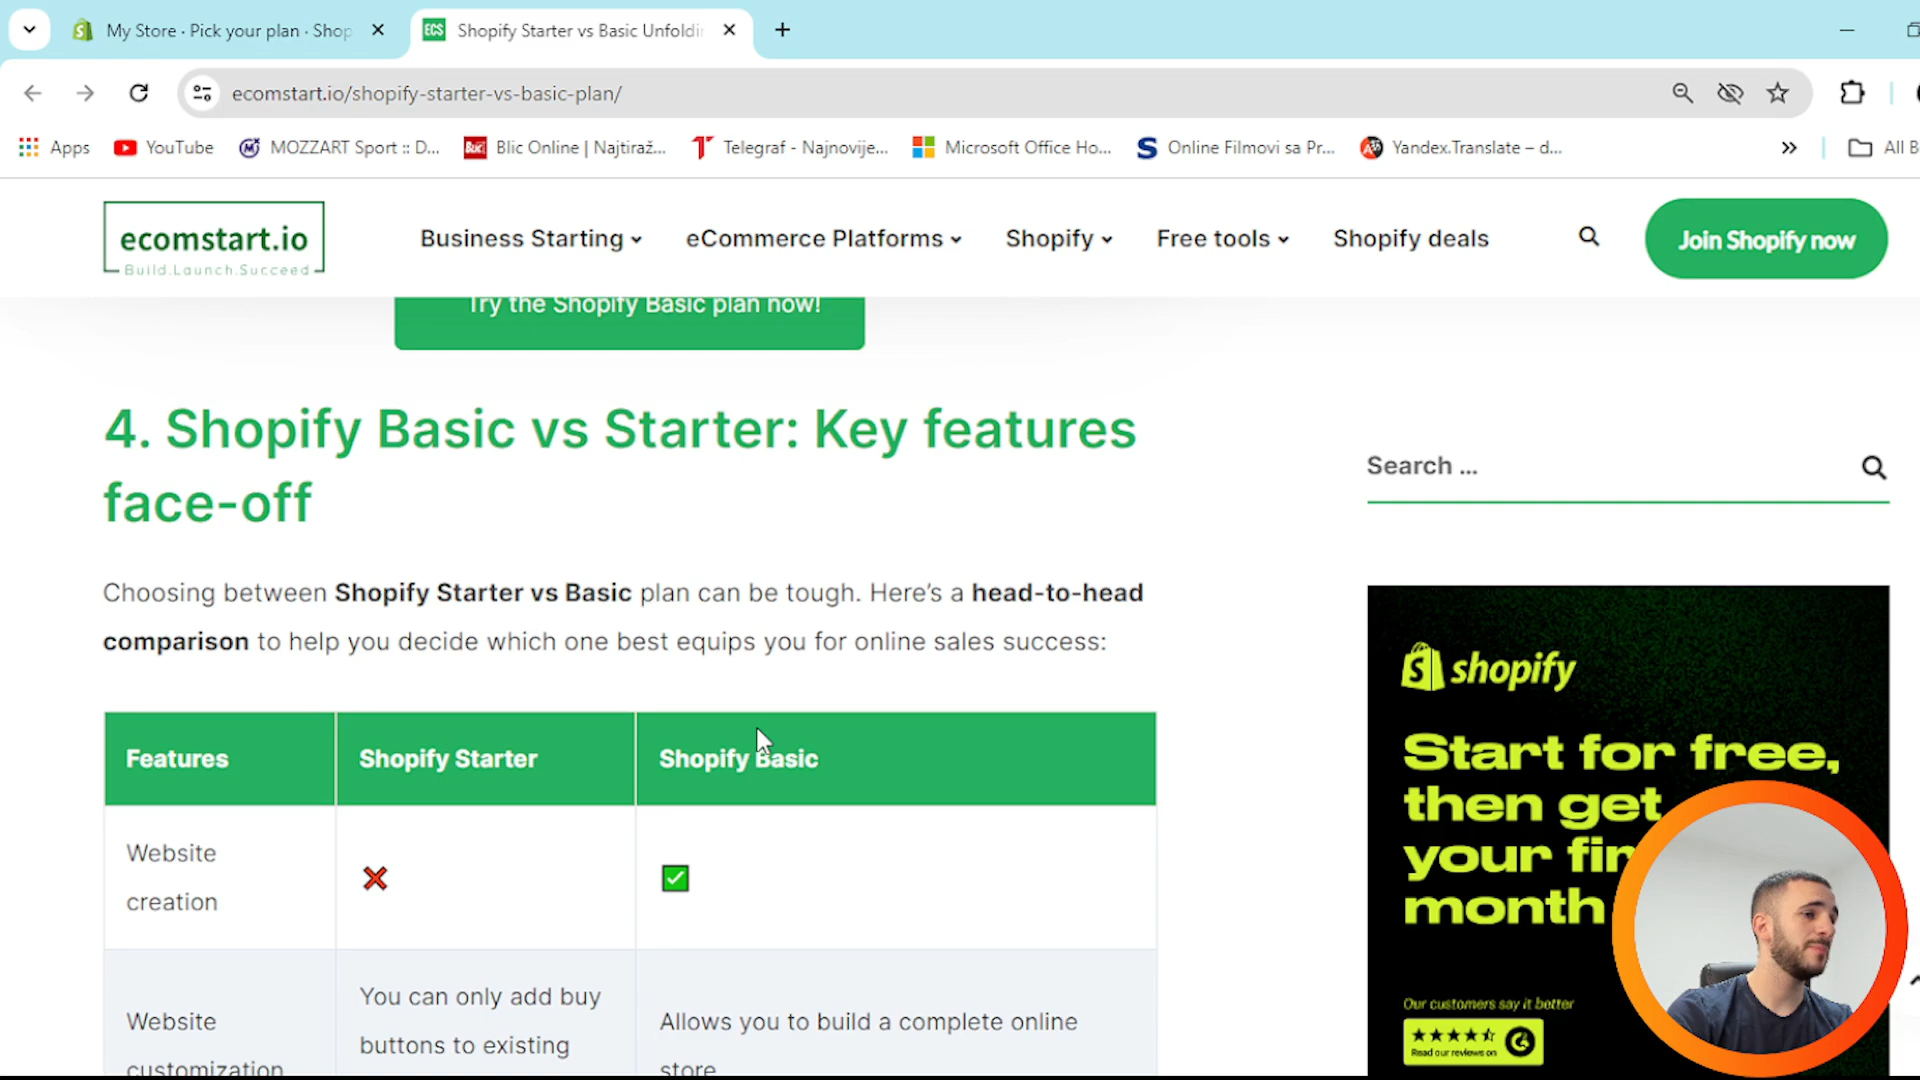 My Store · Pick your plan · Shop
Shopify Starter vs Basic Unfoldi
ecomstart.io/shopify-starter-vs-basic-plan/
Apps
YouTube
MOZZART Sport :: D...
Blic Online | Najtiraž...
Telegraf - Najnovije...
Microsoft Office Ho...
Online Filmovi sa Pr...
Yandex.Translate – d...
All B
ecomstart.io
Build.Launch.Succeed
Business Starting
eCommerce Platforms
Shopify
Free tools
Shopify deals
Join Shopify now
Try the Shopify Basic plan now!
4. Shopify Basic vs Starter: Key features
face-off
Choosing between Shopify Starter vs Basic plan can be tough. Here's a head-to-head
comparison to help you decide which one best equips you for online sales success:
Features
Shopify Starter
Shopify Basic
Website
creation
Website
customization
You can only add buy
buttons to existing
Allows you to build a complete online
store
Search ...
shopify
Start for free,
then get
your fir
month
Our customers say it better
Read our reviews on